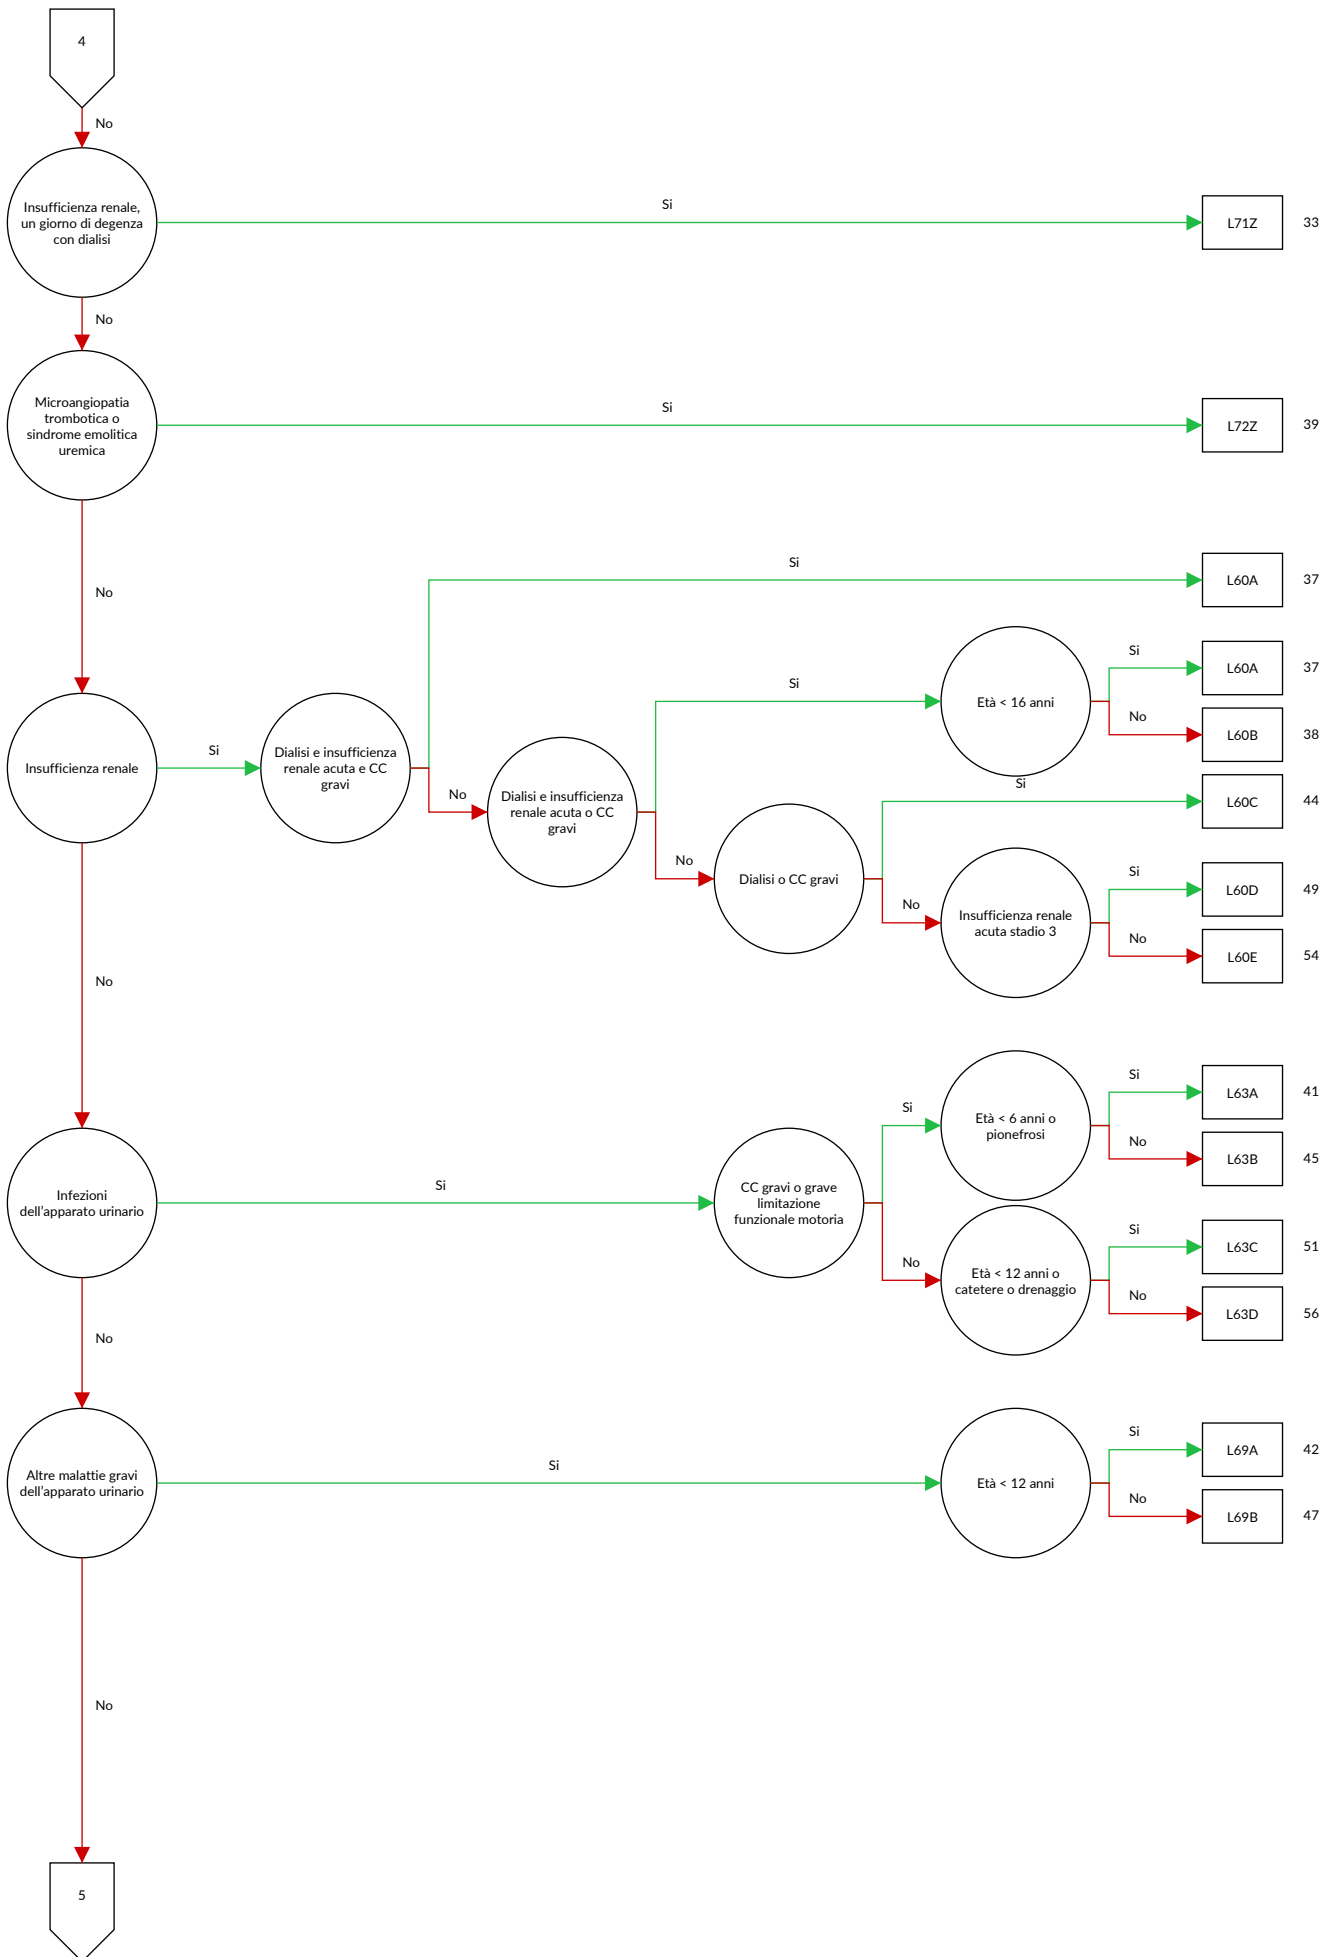 4
No
Insufficienza renale,
un giorno di degenza
con dialisi
Si
L71Z
33
No
Microangiopatia
trombotica o
sindrome emolitica
uremica
Si
L72Z
39
No
Si
L60A
37
Insufficienza renale
Si
Dialisi e insufficienza
renale acuta e CC
gravi
No
Dialisi e insufficienza
renale acuta o CC
gravi
Si
Età < 16 anni
Si
L60A
37
No
L60B
38
No
Dialisi o CC gravi
Si
L60C
44
No
Insufficienza renale
acuta stadio 3
Si
L60D
49
No
L60E
54
No
Infezioni
dell'apparato urinario
Si
CC gravi o grave
limitazione
funzionale motoria
Si
Età < 6 anni o
pionefrosi
Si
L63A
41
No
L63B
45
No
Età < 12 anni o
catetere o drenaggio
Si
L63C
51
No
L63D
56
No
Altre malattie gravi
dell'apparato urinario
Si
Età < 12 anni
Si
L69A
42
No
L69B
47
No
5